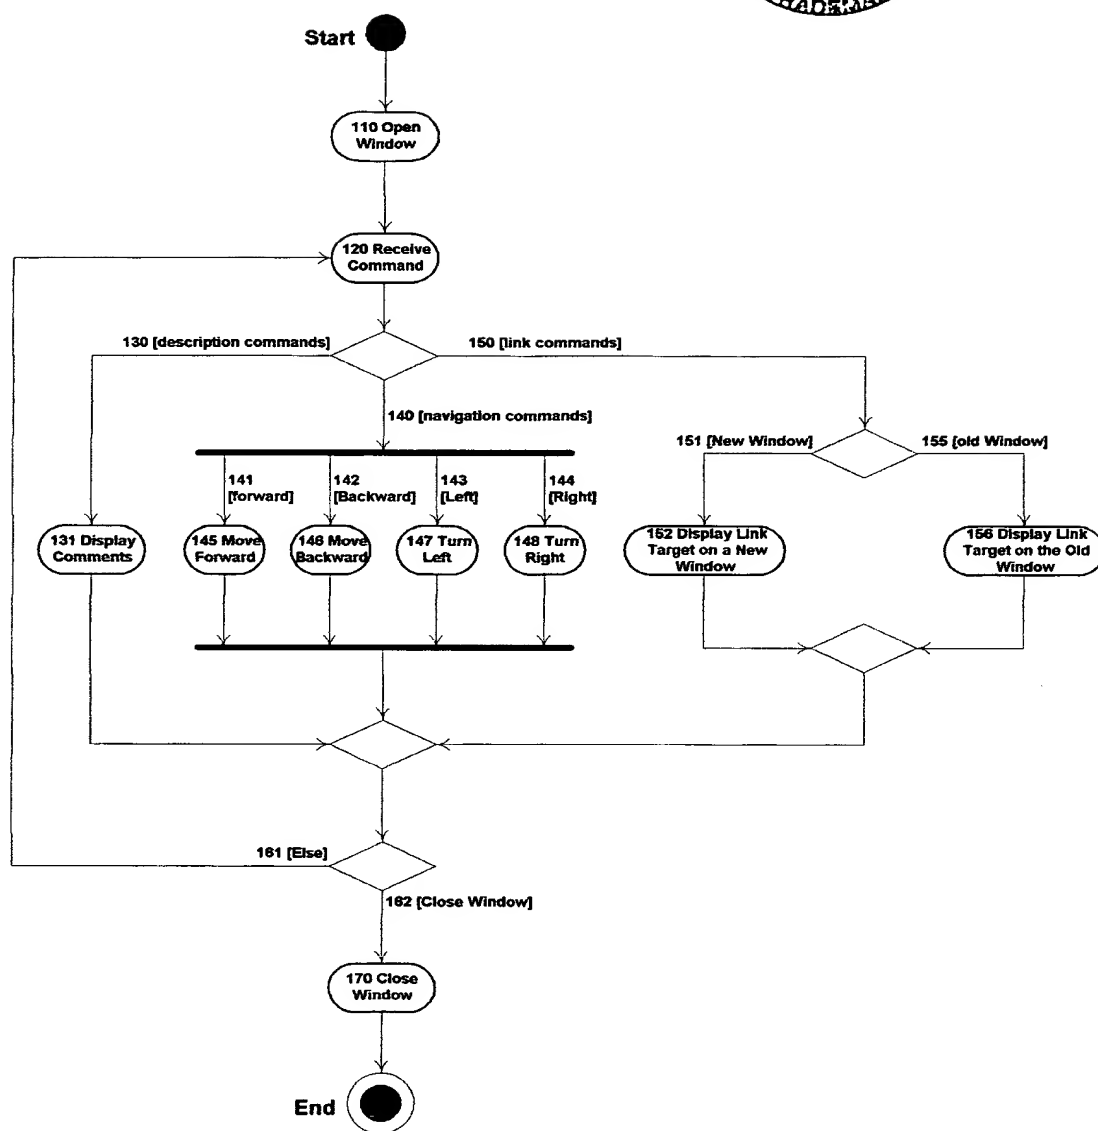 Start
110 Open
Window
120 Receive
Command
130 [description commands]
150 [link commands]
140 [navigation commands]
151 [New Window]
155 [old Window]
141
[forward]
142
[Backward]
143
[Left]
144
[Right]
131 Display
Comments
145 Move
Forward
146 Move
Backward
147 Turn
Left
148 Turn
Right
152 Display Link
Target on a New
Window
156 Display Link
Target on the Old
Window
161 [Else]
162 [Close Window]
170 Close
Window
End